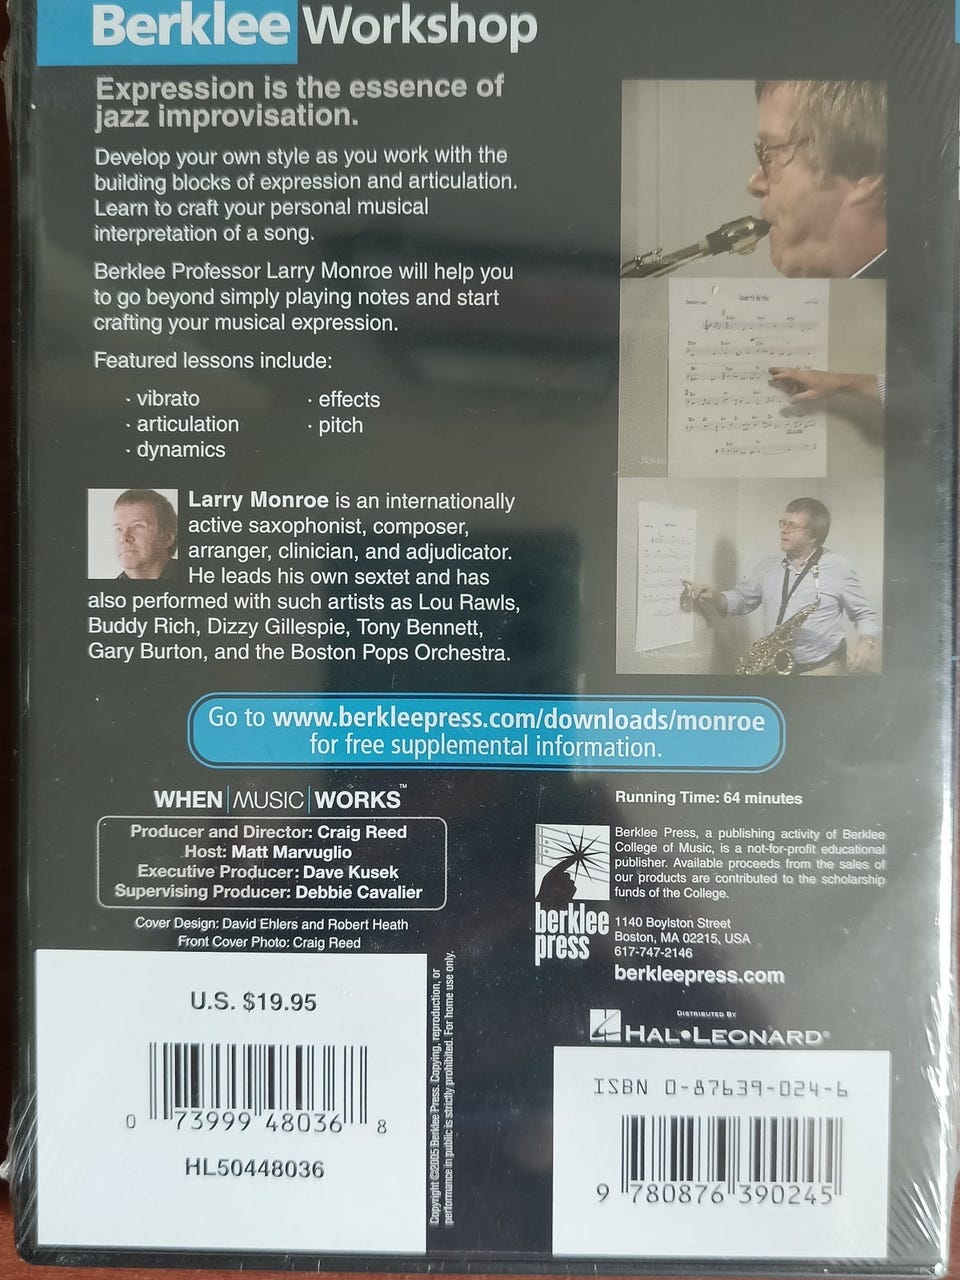 Berklee Workshop
Expression is the essence of
jazz improvisation.
Develop your own style as you work with the
building blocks of expression and articulation.
Learn to craft your personal musical
interpretation of a song.
Berklee Professor Larry Monroe will help you
to go beyond simply playing notes and start
crafting your musical expression.
Featured lessons include:
· vibrato
· articulation
· dynamics
· effects
· pitch
Larry Monroe is an internationally
active saxophonist, composer,
arranger, clinician, and adjudicator.
He leads his own sextet and has
also performed with such artists as Lou Rawls,
Buddy Rich, Dizzy Gillespie, Tony Bennett,
Gary Burton, and the Boston Pops Orchestra.
Go to www.berkleepress.com/downloads/monroe
for free supplemental information.
WHEN|MUSIC|WORKS™
Producer and Director: Craig Reed
Host: Matt Marvuglio
Executive Producer: Dave Kusek
Supervising Producer: Debbie Cavalier
Cover Design: David Ehlers and Robert Heath
Front Cover Photo: Craig Reed
Running Time: 64 minutes
Berklee Press, a publishing activity of Berklee
College of Music, is a not-for-profit educational
publisher. Available proceeds from the sales of
our products are contributed to the scholarship
funds of the College.
berklee
press
1140 Boylston Street
Boston, MA 02215, USA
617-747-2146
berkleepress.com
DISTRIBUTED BY
HAL•LEONARD®
U.S. $19.95
0 73999 48036 8
HL50448036
Copyright ©2005 Berklee Press. Copying, reproduction, or
performance in public is strictly prohibited. For home use only.
ISBN 0-87639-024-6
9 780876 390245